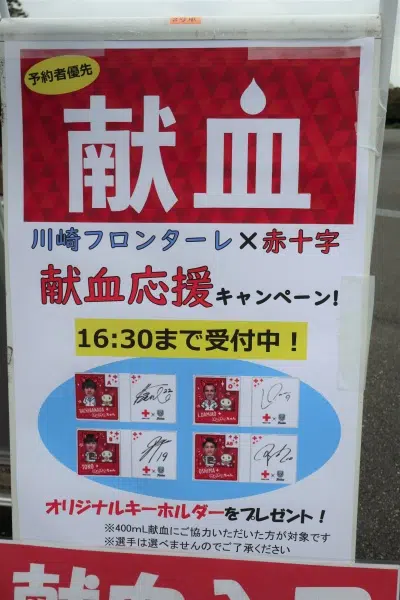 予約者優先
献血
川崎フロンターレ×赤十字
献血応援キャンペーン!
16:30まで受付中！
A
O
B
AB
22
19
オリジナルキーホルダーをプレゼント！
※400mL献血にご協力いただいた方が対象です
※選手は選べませんのでご了承ください